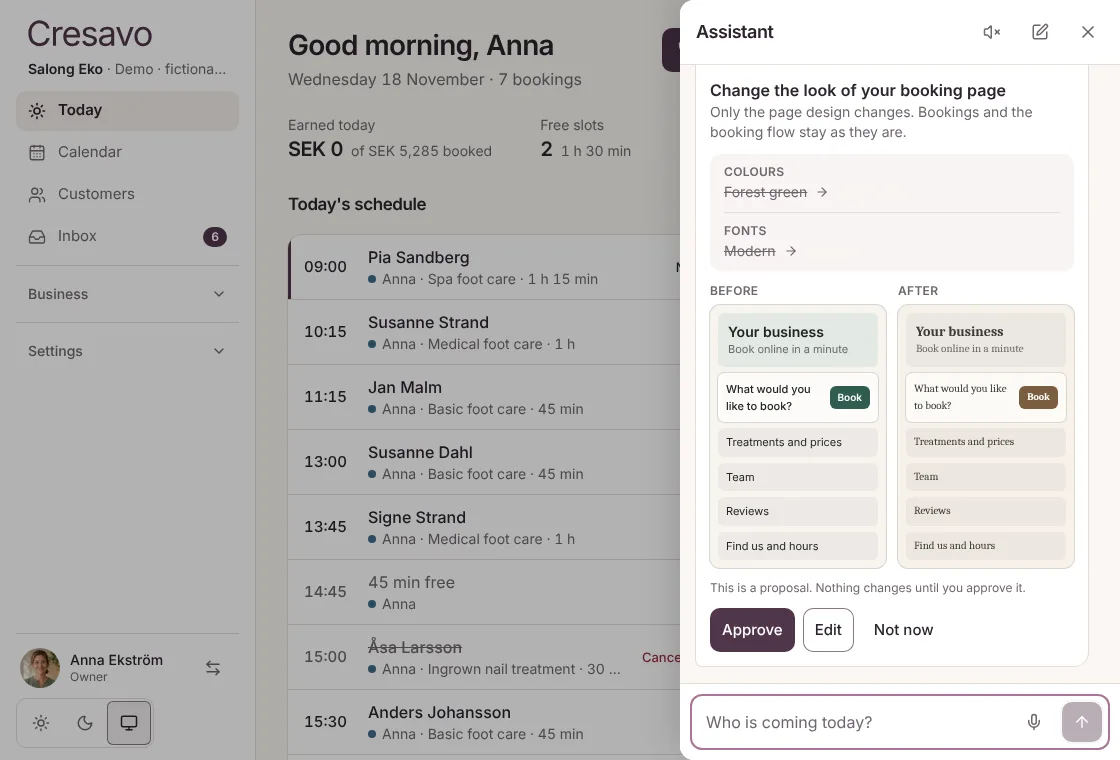 Cresavo
Salong Eko · Demo · fictiona...
Today
Calendar
Customers
Inbox
6
Business
Settings
Anna Ekström
Owner
Good morning, Anna
Wednesday 18 November · 7 bookings
Earned today
SEK 0 of SEK 5,285 booked
Free slots
2 1 h 30 min
Today's schedule
09:00
Pia Sandberg
Anna · Spa foot care · 1 h 15 min
10:15
Susanne Strand
Anna · Medical foot care · 1 h
11:15
Jan Malm
Anna · Basic foot care · 45 min
13:00
Susanne Dahl
Anna · Basic foot care · 45 min
13:45
Signe Strand
Anna · Medical foot care · 1 h
14:45
45 min free
Anna
15:00
Åsa Larsson
Anna · Ingrown nail treatment · 30 ...
Cance
15:30
Anders Johansson
Anna · Basic foot care · 45 min
Assistant
Change the look of your booking page
Only the page design changes. Bookings and the
booking flow stay as they are.
COLOURS
Forest green →
FONTS
Modern →
BEFORE
Your business
Book online in a minute
What would you
like to book?
Book
Treatments and prices
Team
Reviews
Find us and hours
AFTER
Your business
Book online in a minute
What would you like
to book?
Book
Treatments and prices
Team
Reviews
Find us and hours
This is a proposal. Nothing changes until you approve it.
Approve
Edit
Not now
Who is coming today?